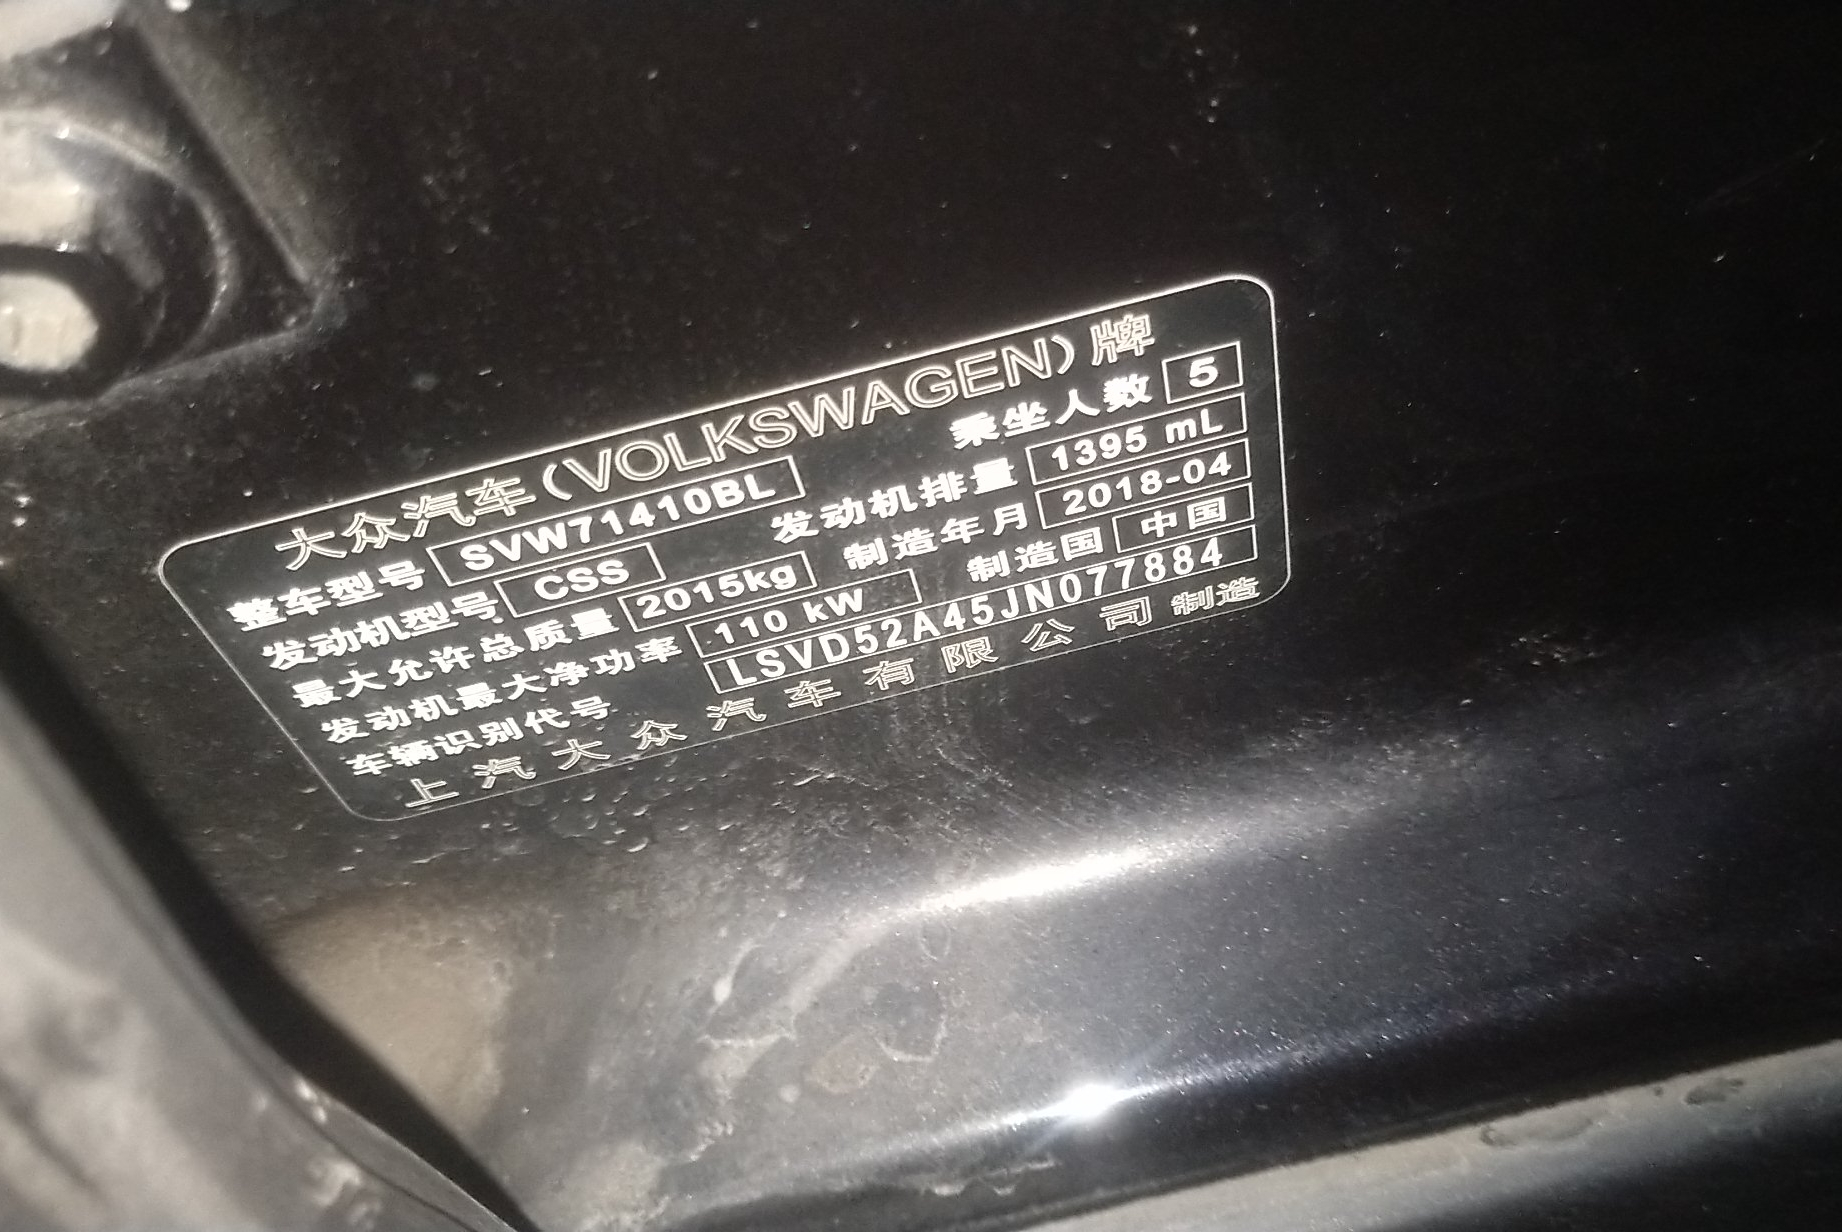 大众汽车(VOLKSWAGEN)牌
整车型号 SVW71410BL 乘坐人数 5
发动机型号 CSS 发动机排量 1395 mL
最大允许总质量 2015kg 制造年月 2018-04
发动机最大净功率 110 kW 制造国 中国
车辆识别代号 LSVD52A45JN077884
上汽大众汽车有限公司 制造